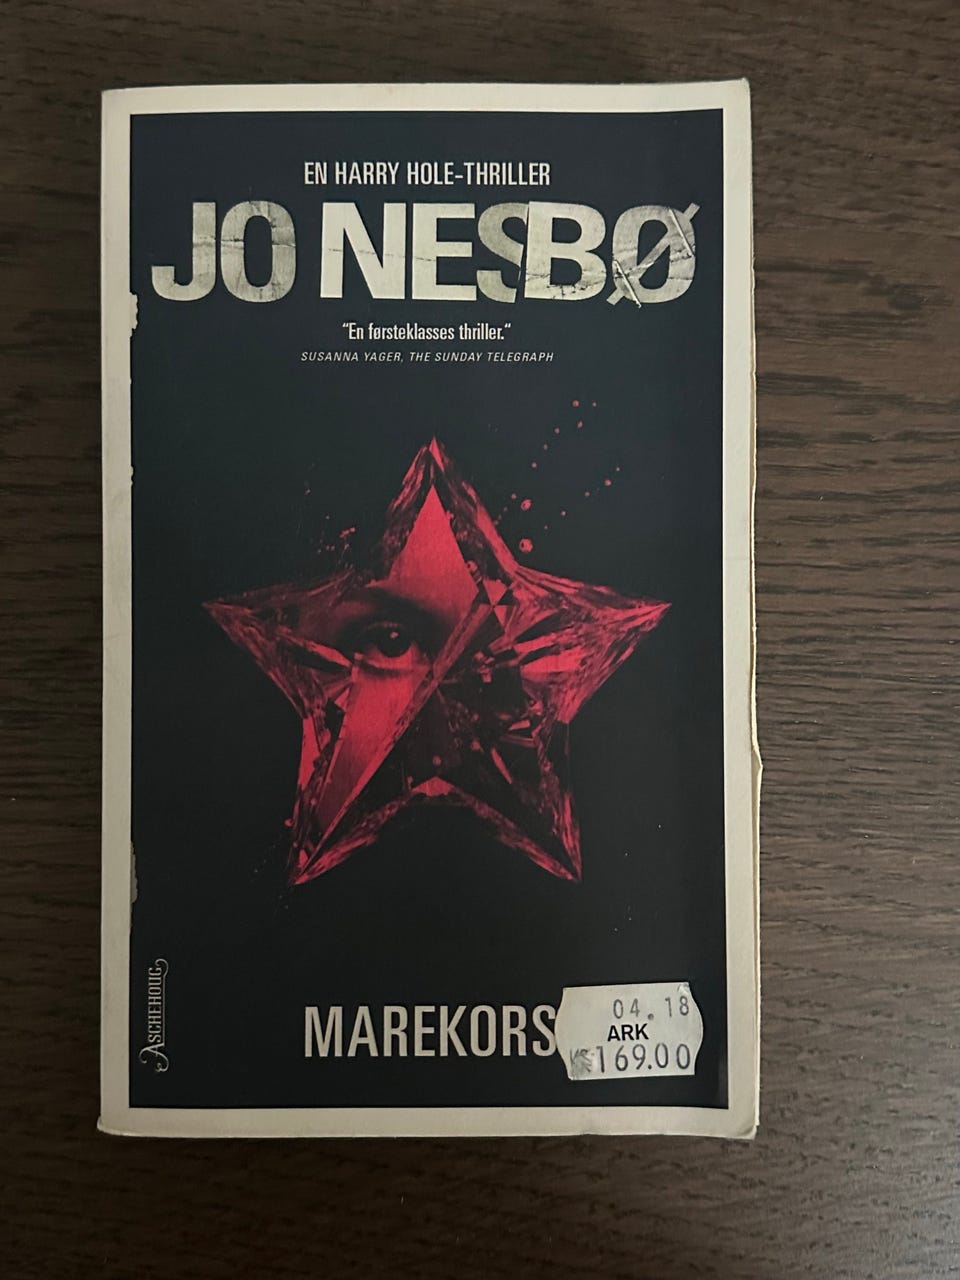 EN HARRY HOLE-THRILLER
JO NESBØ
“En førsteklasses thriller.“
SUSANNA YAGER, THE SUNDAY TELEGRAPH
ASCHEHOUG
MAREKORS
04.18
ARK
169.00